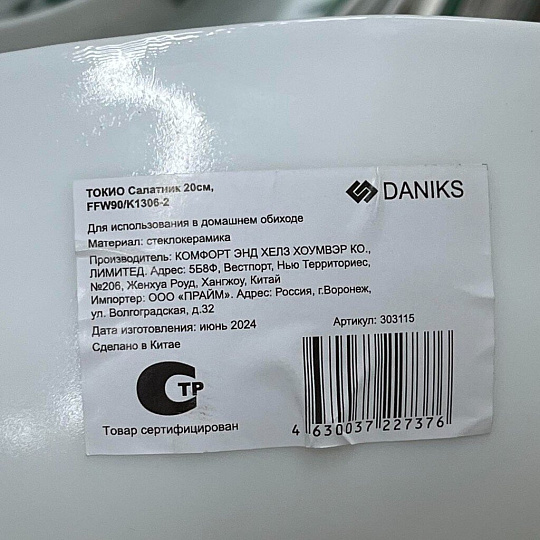 ТОКИО Салатник 20см,
FFW90/K1306-2
DANIKS
Для использования в домашнем обиходе
Материал: стеклокерамика
Производитель: КОМФОРТ ЭНД ХЕЛЗ ХОУМВЭР КО.,
ЛИМИТЕД. Адрес: 5Б8Ф, Вестпорт, Нью Территориес,
№206, Женхуа Роуд, Хангжоу, Китай
Импортер: ООО «ПРАЙМ». Адрес: Россия, г.Воронеж,
ул. Волгоградская, д.32
Дата изготовления: июнь 2024
Артикул: 303115
Сделано в Китае
СТР
Товар сертифицирован
4 630037 227376